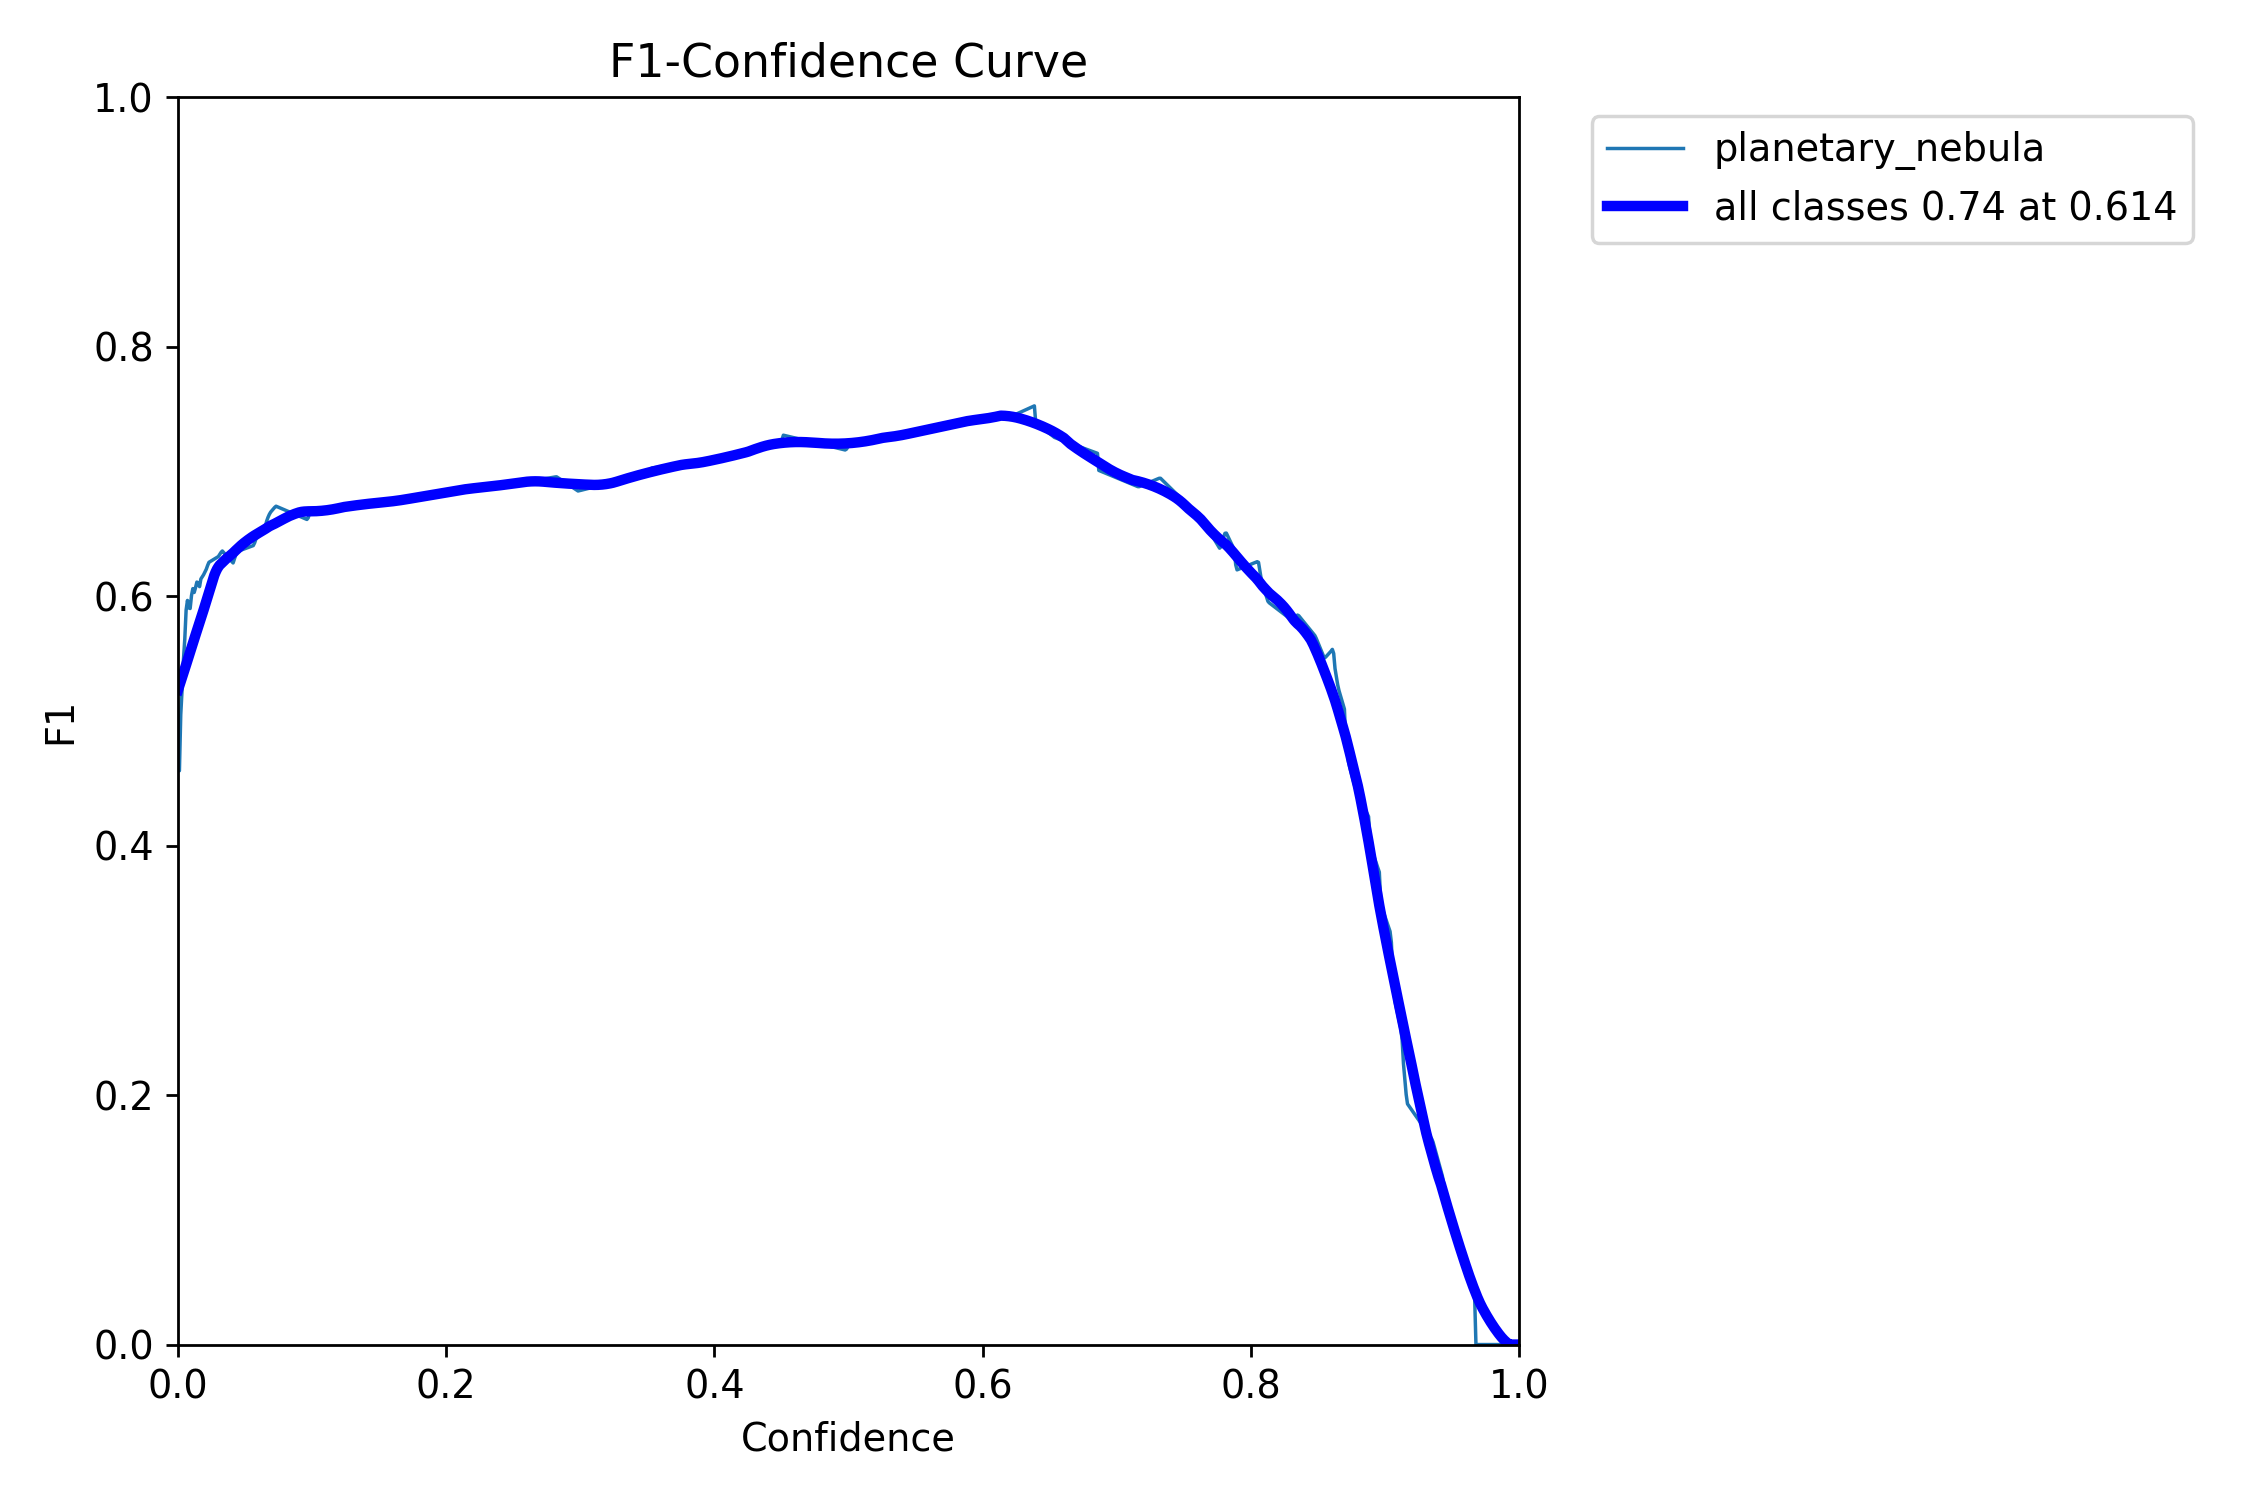 F1-Confidence Curve
planetary_nebula
all classes 0.74 at 0.614
1.0
0.8
0.6
0.4
0.2
0.0
F1
0.0 0.2 0.4 0.6 0.8 1.0
Confidence